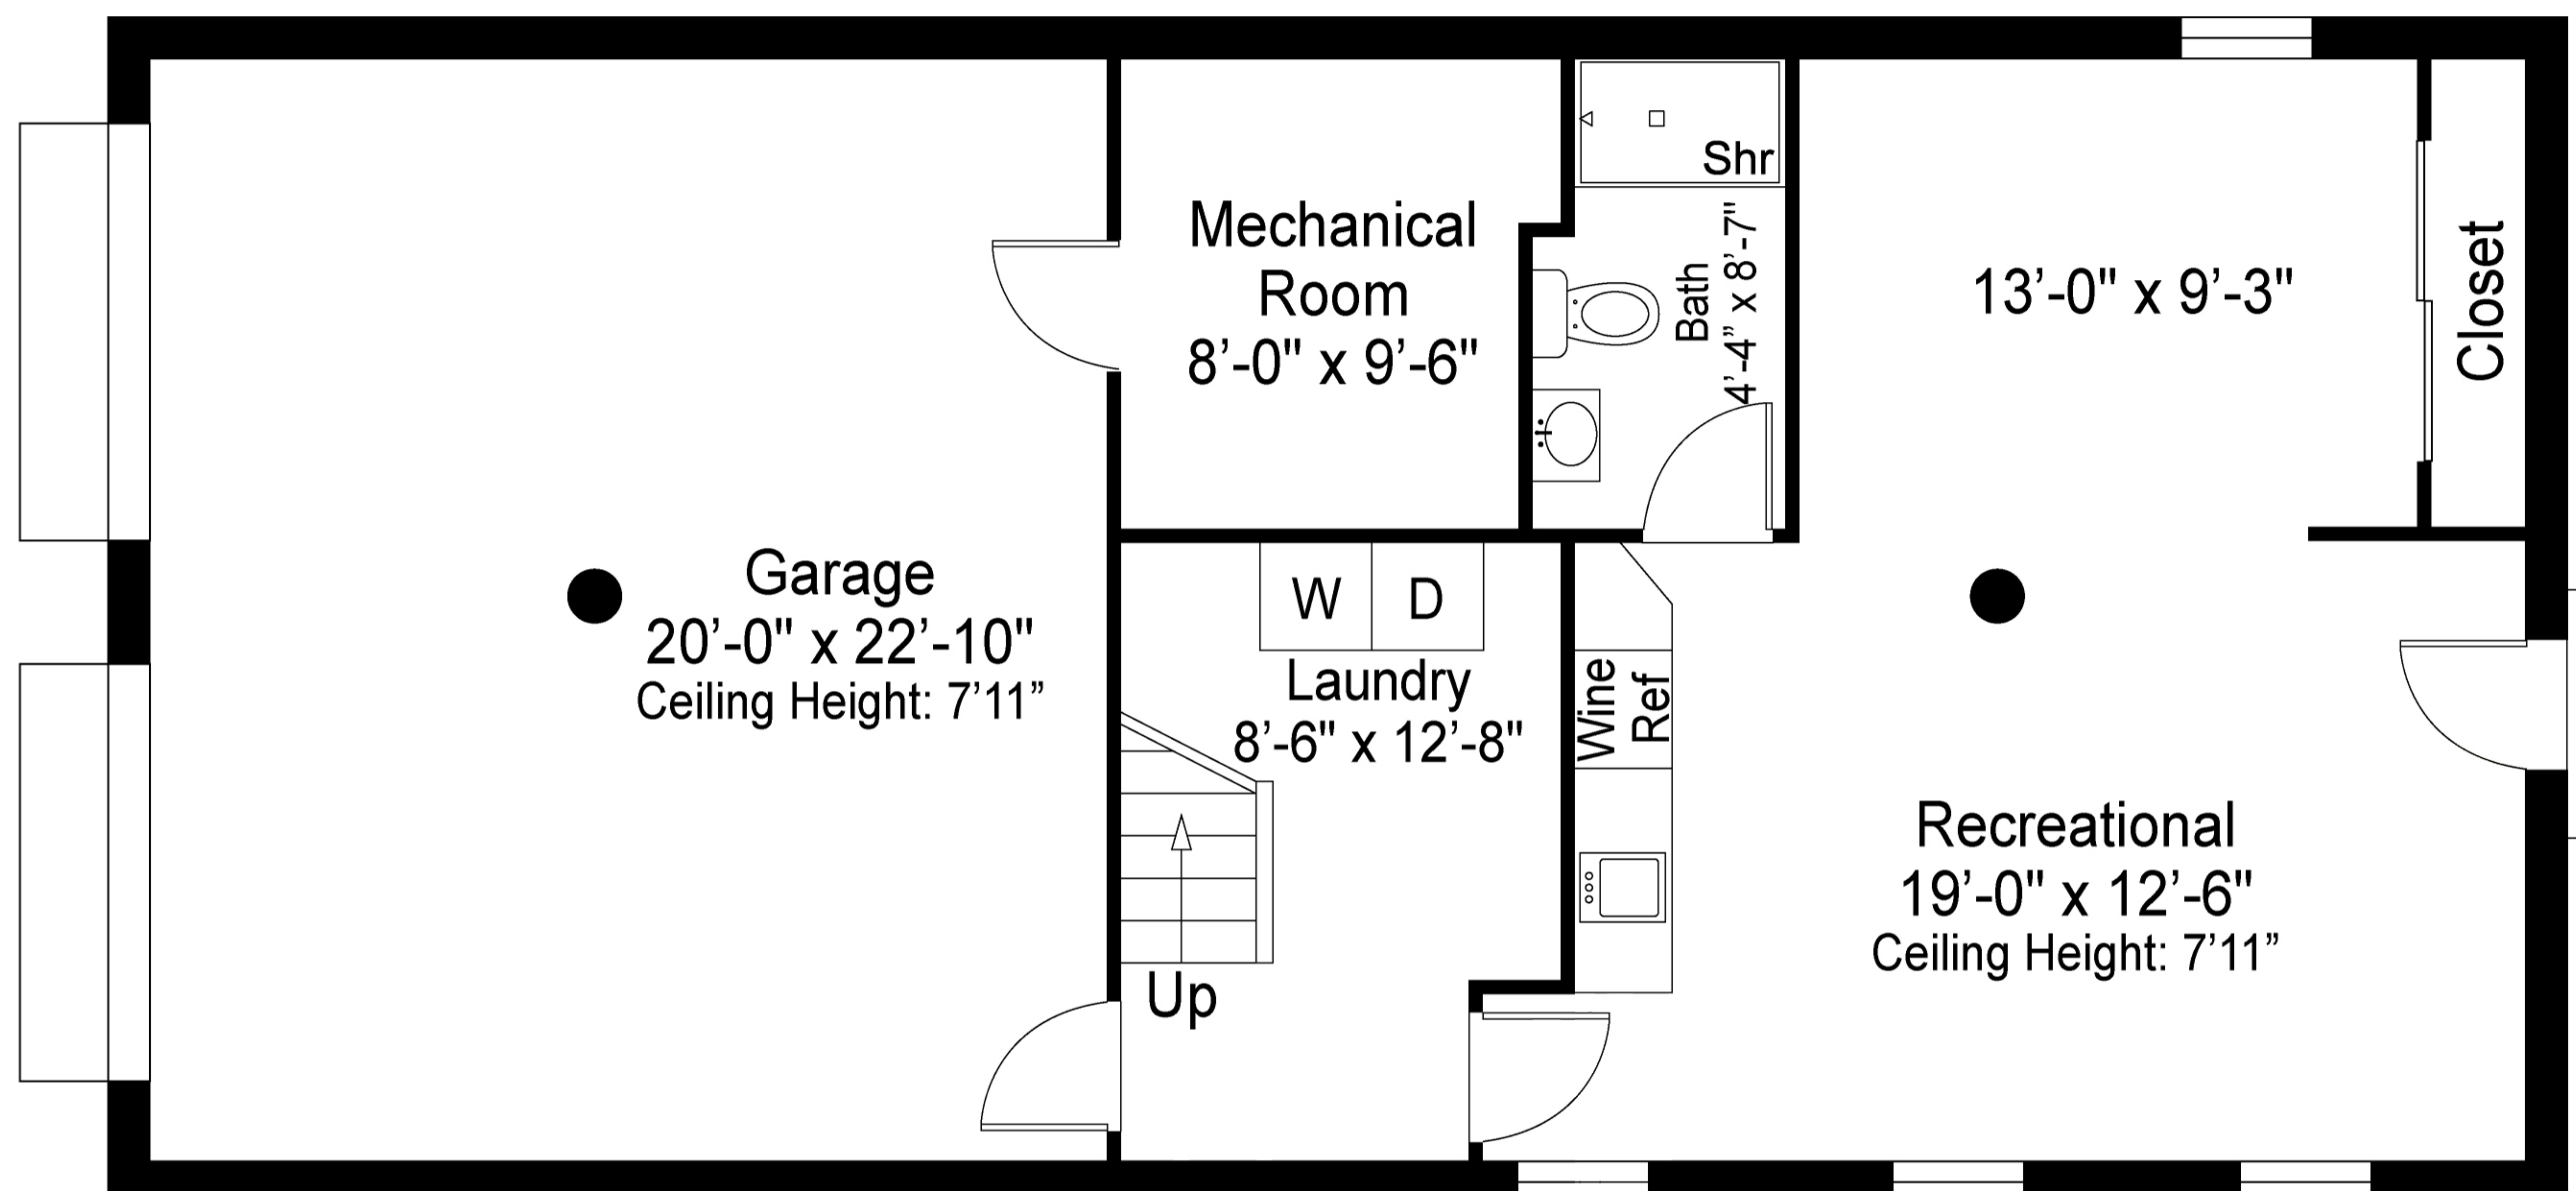 Mechanical
Room
8’-0" x 9’-6"
Shr
Bath
4’-4” x 8’-7"
13’-0" x 9’-3"
Closet
Garage
20’-0" x 22’-10"
Ceiling Height: 7’11”
W
D
Laundry
8’-6" x 12’-8"
Up
Wine
Ref
Recreational
19’-0" x 12’-6"
Ceiling Height: 7’11”